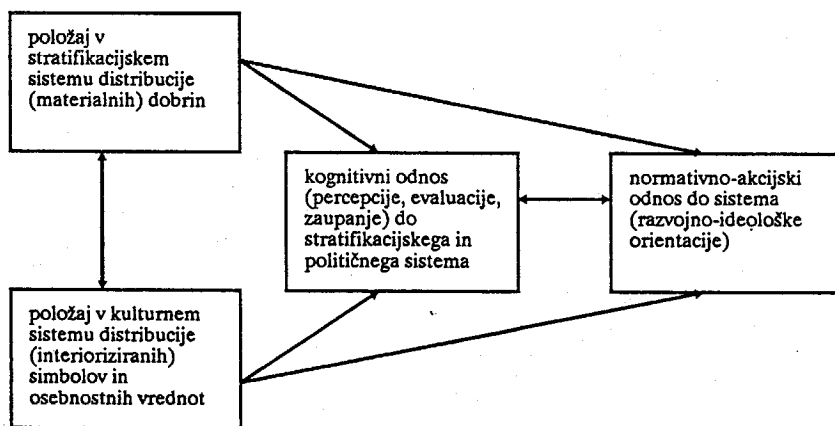 položaj v
stratifikacijskem
sistemu distribucije
(materialnih) dobrin
kognitivni odnos
(percepcije, evaluacije,
zaupanje) do
stratifikacijskega in
političnega sistema
normativno-akcijski
odnos do sistema
(razvojno-ideološke
orientacije)
položaj v kulturnem
sistemu distribucije
(interioriziranih)
simbolov in
osebnostnih vrednot